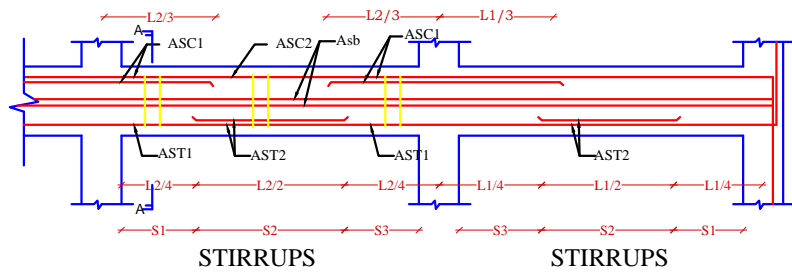 L2/3 L2/3 L1/3
A ASC1 ASC2 Asb ASC1
AST1 AST2 AST1 AST2
L2/4 L2/2 L2/4 L1/4 L1/2 L1/4
A
S1 S2 S3 S3 S2 S1
STIRRUPS STIRRUPS